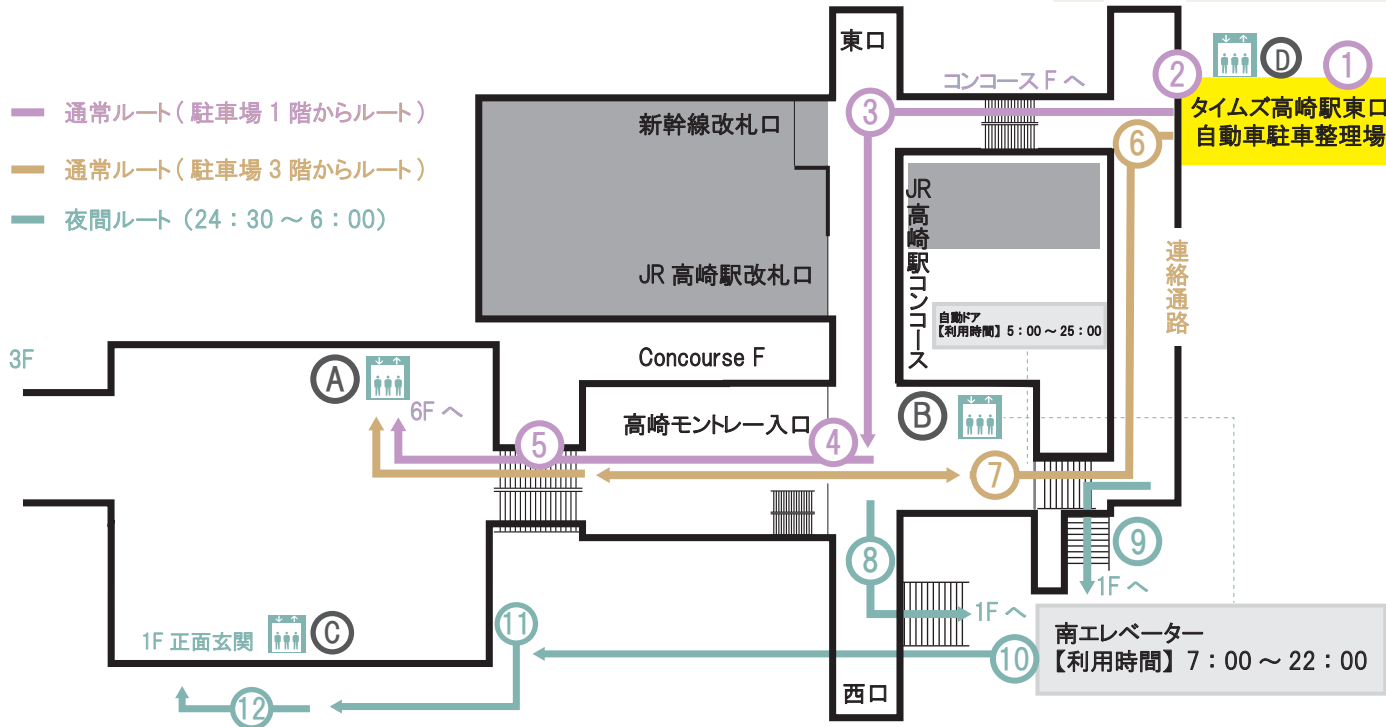 東口
D
1
2
コンコース F へ
タイムズ高崎駅東口
自動車駐車整理場
通常ルート( 駐車場 1 階からルート )
新幹線改札口
3
6
通常ルート( 駐車場 3 階からルート )
夜間ルート (24：30 ～ 6：00)
JR 高崎駅コンコース
連絡通路
JR 高崎駅改札口
自動ドア
【利用時間】 5：00 ～ 25：00
3F
Concourse F
A
6F へ
高崎モントレー入口
B
4
5
7
8
9
1F へ
1F へ
1F 正面玄関
C
11
10
南エレベーター
【利用時間】 7：00 ～ 22：00
西口
12